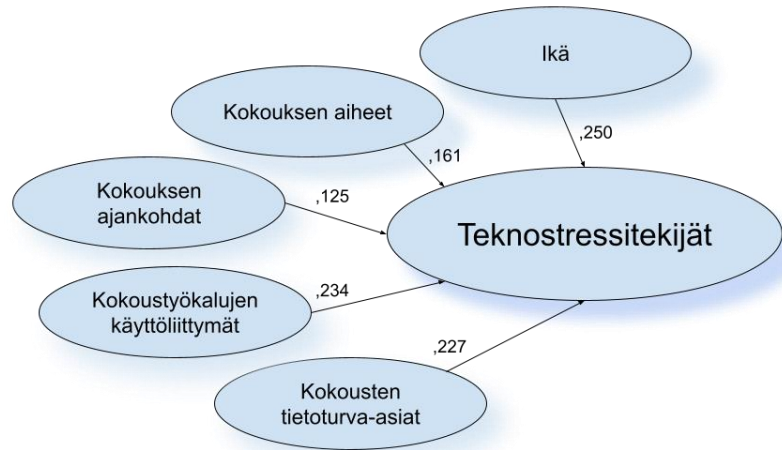 Ikä
,250
Kokouksen aiheet
,161
Kokouksen
ajankohdat
,125
Teknostressitekijät
Kokoustyökalujen
käyttöliittymät
,234
Kokousten
tietoturva-asiat
,227